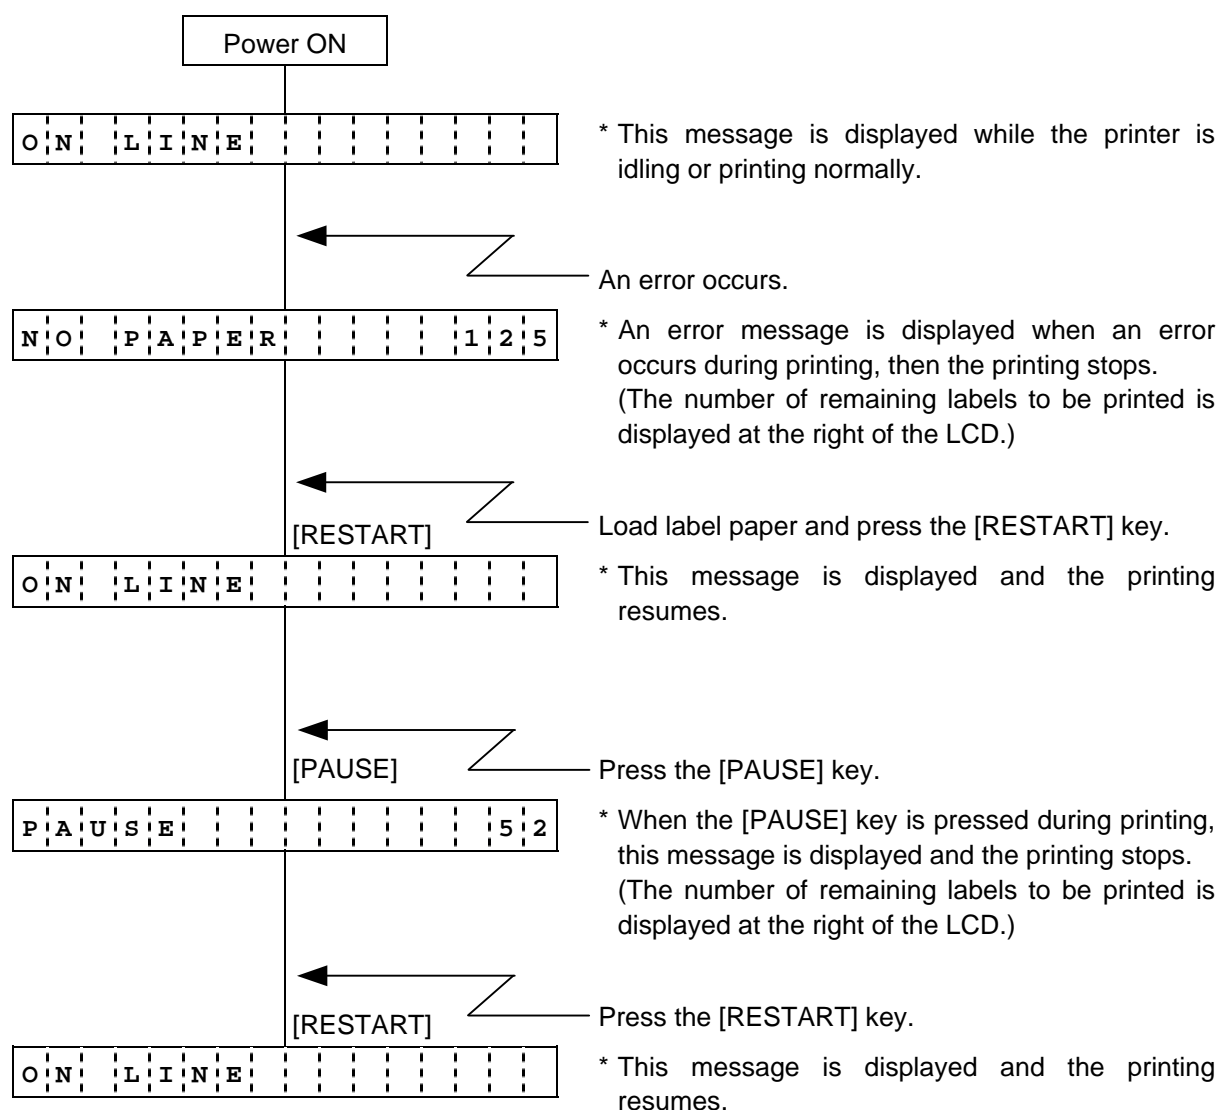 Power ON
ON LINE
* This message is displayed while the printer is
idling or printing normally.
An error occurs.
NO PAPER 125
* An error message is displayed when an error
occurs during printing, then the printing stops.
(The number of remaining labels to be printed is
displayed at the right of the LCD.)
[RESTART]
Load label paper and press the [RESTART] key.
ON LINE
* This message is displayed and the printing
resumes.
[PAUSE]
Press the [PAUSE] key.
PAUSE 52
* When the [PAUSE] key is pressed during printing,
this message is displayed and the printing stops.
(The number of remaining labels to be printed is
displayed at the right of the LCD.)
[RESTART]
Press the [RESTART] key.
ON LINE
* This message is displayed and the printing
resumes.